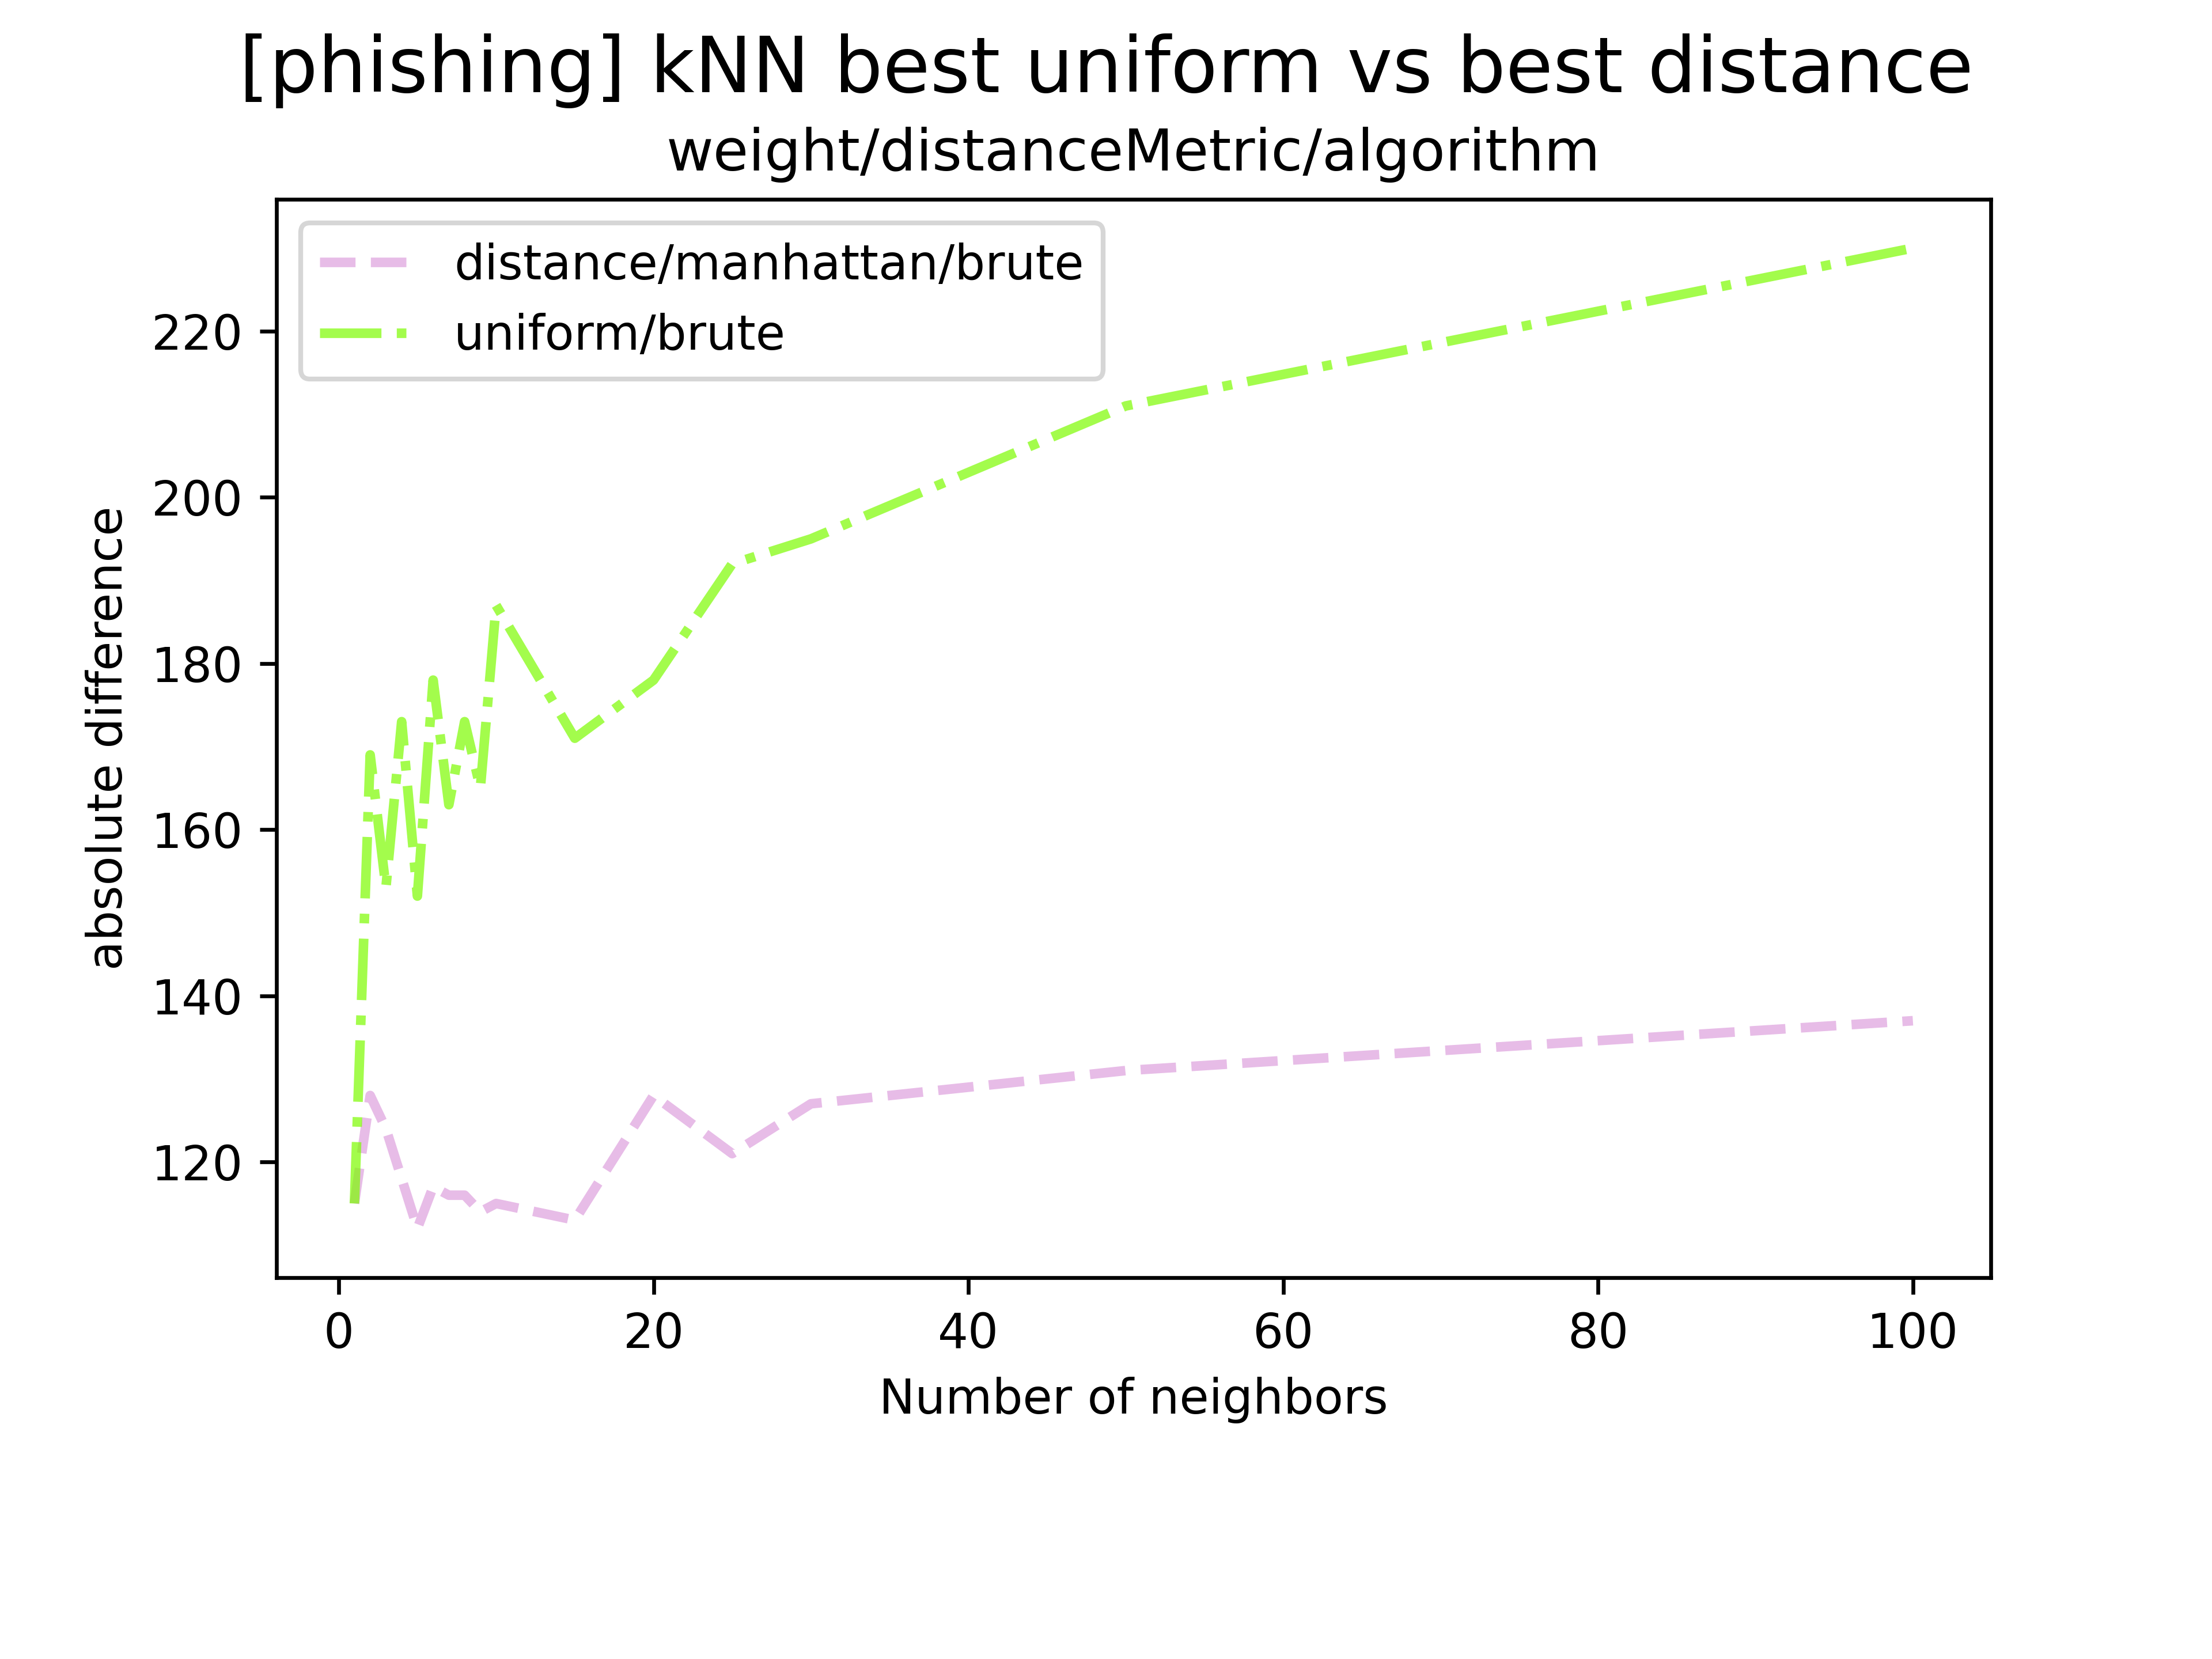 [phishing] kNN best uniform vs best distance
weight/distanceMetric/algorithm
distance/manhattan/brute
uniform/brute
absolute difference
220
200
180
160
140
120
0 20 40 60 80 100
Number of neighbors